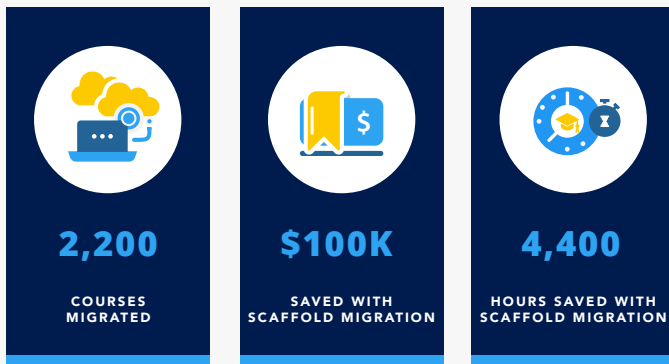 $
2,200
COURSES
MIGRATED
$100K
SAVED WITH
SCAFFOLD MIGRATION
4,400
HOURS SAVED WITH
SCAFFOLD MIGRATION